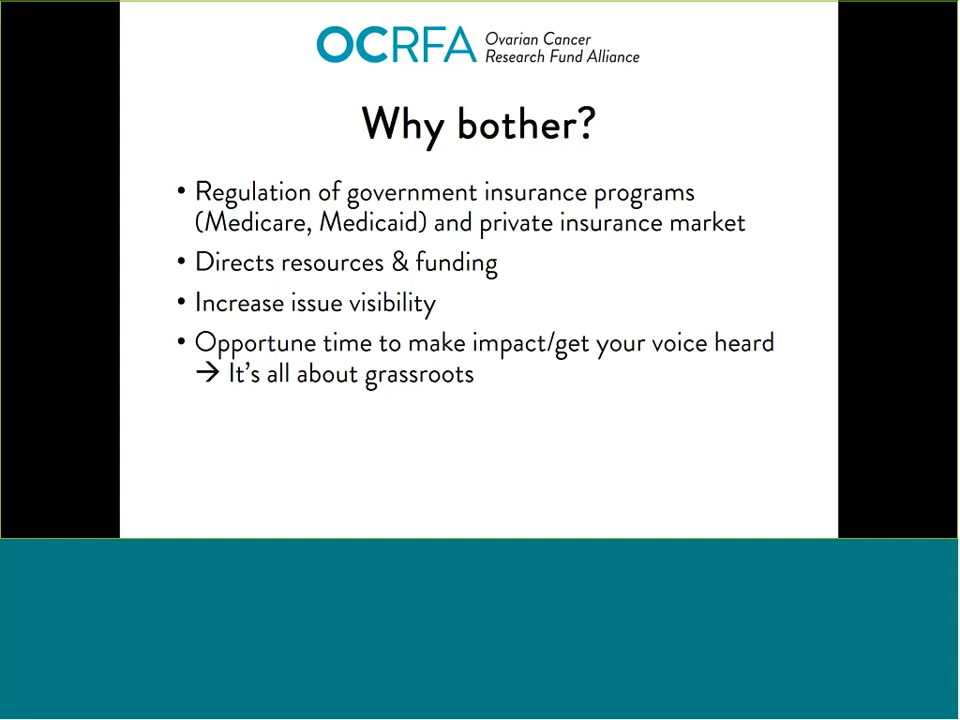 OCRFA Ovarian Cancer
Research Fund Alliance
Why bother?
• Regulation of government insurance programs
(Medicare, Medicaid) and private insurance market
• Directs resources & funding
• Increase issue visibility
• Opportune time to make impact/get your voice heard
→ It's all about grassroots